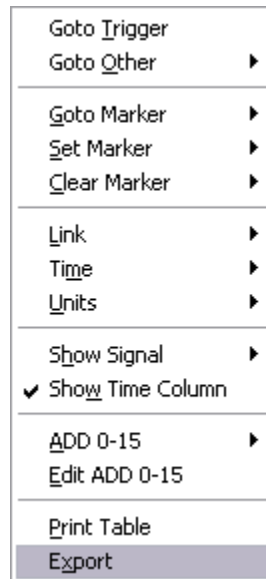 Goto Trigger
Goto Other
Goto Marker
Set Marker
Clear Marker
Link
Time
Units
Show Signal
Show Time Column
ADD 0-15
Edit ADD 0-15
Print Table
Export